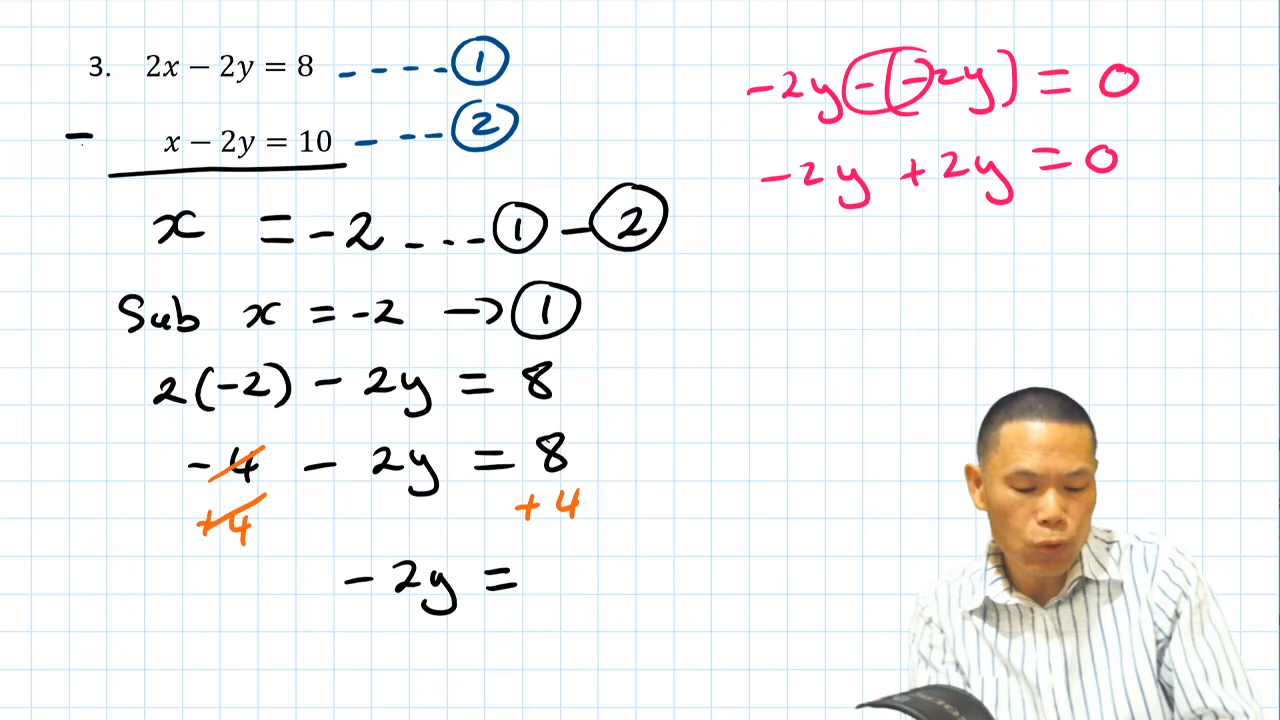 3. 2x − 2y = 8 ---- ①
− x − 2y = 10 - --- ②
x = -2 --- ① - ②
Sub x = -2 → ①
2(-2) - 2y = 8
-4 - 2y = 8
+4 +4
-2y =
-2y-(-2y) = 0
-2y + 2y = 0